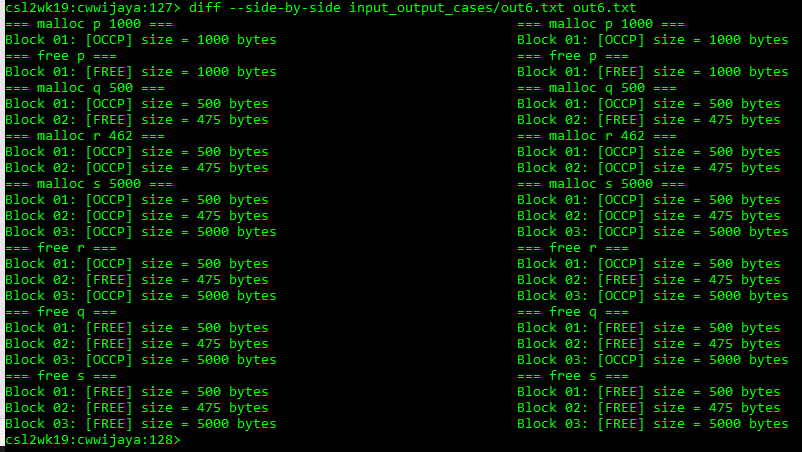 csl2wk19:cwwijaya:127> diff --side-by-side input_output_cases/out6.txt out6.txt
=== malloc p 1000 === === malloc p 1000 ===
Block 01: [OCCP] size = 1000 bytes Block 01: [OCCP] size = 1000 bytes
=== free p === === free p ===
Block 01: [FREE] size = 1000 bytes Block 01: [FREE] size = 1000 bytes
=== malloc q 500 === === malloc q 500 ===
Block 01: [OCCP] size = 500 bytes Block 01: [OCCP] size = 500 bytes
Block 02: [FREE] size = 475 bytes Block 02: [FREE] size = 475 bytes
=== malloc r 462 === === malloc r 462 ===
Block 01: [OCCP] size = 500 bytes Block 01: [OCCP] size = 500 bytes
Block 02: [OCCP] size = 475 bytes Block 02: [OCCP] size = 475 bytes
=== malloc s 5000 === === malloc s 5000 ===
Block 01: [OCCP] size = 500 bytes Block 01: [OCCP] size = 500 bytes
Block 02: [OCCP] size = 475 bytes Block 02: [OCCP] size = 475 bytes
Block 03: [OCCP] size = 5000 bytes Block 03: [OCCP] size = 5000 bytes
=== free r === === free r ===
Block 01: [OCCP] size = 500 bytes Block 01: [OCCP] size = 500 bytes
Block 02: [FREE] size = 475 bytes Block 02: [FREE] size = 475 bytes
Block 03: [OCCP] size = 5000 bytes Block 03: [OCCP] size = 5000 bytes
=== free q === === free q ===
Block 01: [FREE] size = 500 bytes Block 01: [FREE] size = 500 bytes
Block 02: [FREE] size = 475 bytes Block 02: [FREE] size = 475 bytes
Block 03: [OCCP] size = 5000 bytes Block 03: [OCCP] size = 5000 bytes
=== free s === === free s ===
Block 01: [FREE] size = 500 bytes Block 01: [FREE] size = 500 bytes
Block 02: [FREE] size = 475 bytes Block 02: [FREE] size = 475 bytes
Block 03: [FREE] size = 5000 bytes Block 03: [FREE] size = 5000 bytes
csl2wk19:cwwijaya:128>